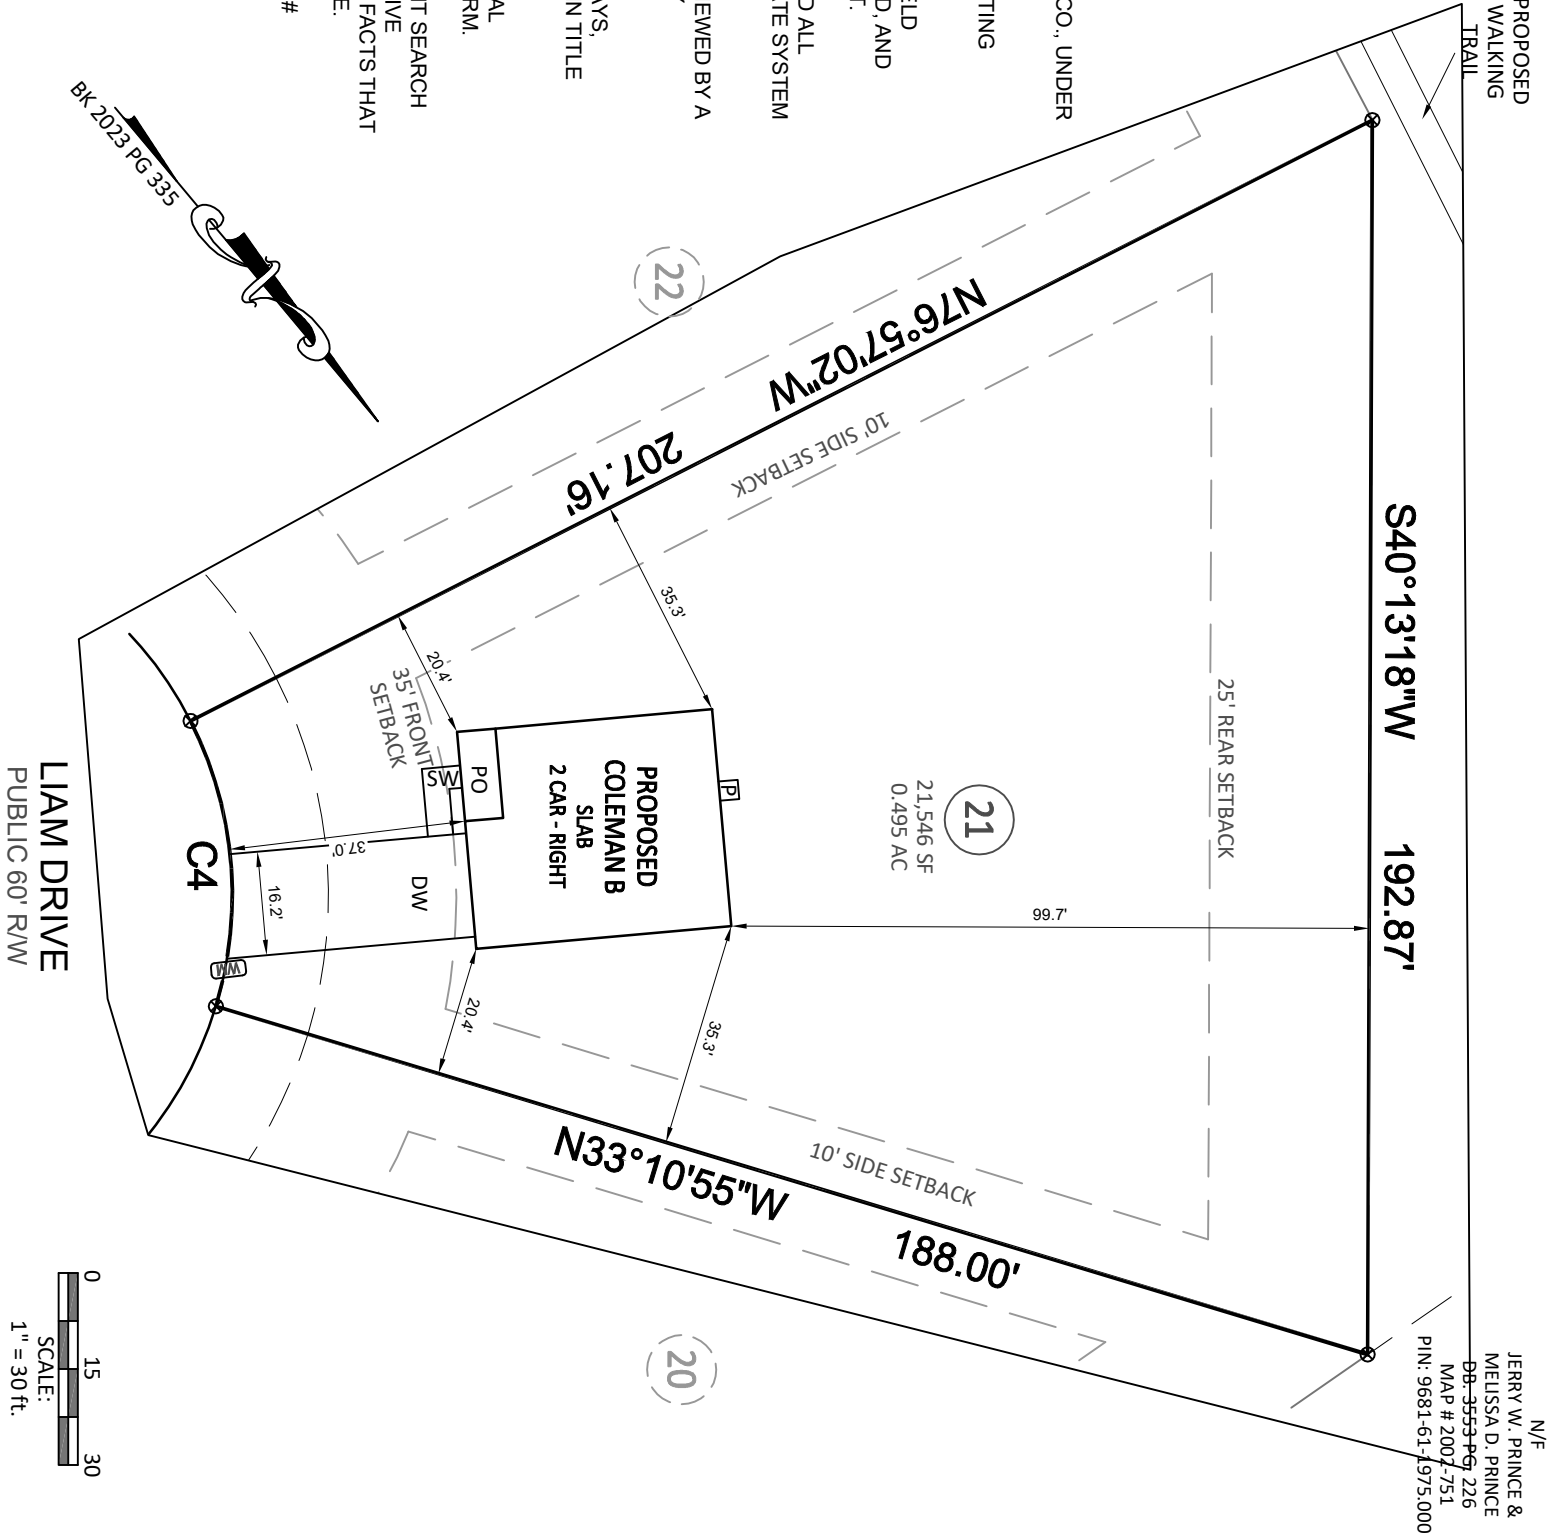 PROPOSED
WALKING
TRAIL
N/F
JERRY W. PRINCE &
MELISSA D. PRINCE
DB. 3553 PG. 226
MAP # 2002-751
PIN: 9681-61-1975.000
S40°13'18"W 192.87'
25' REAR SETBACK
21
21,546 SF
0.495 AC
99.7'
N76°57'02"W 207.16'
10' SIDE SETBACK
22
35.3'
20.4'
P
PROPOSED
COLEMAN B
SLAB
2 CAR - RIGHT
PO
SW
DW
35' FRONT
SETBACK
37.0'
16.2'
WM
35.3'
20.4'
10' SIDE SETBACK
N33°10'55"W 188.00'
20
C4
LIAM DRIVE
PUBLIC 60' R/W
0 15 30
SCALE:
1" = 30 ft.
CO., UNDER
TING
ELD
D, AND
T.
D ALL
ATE SYSTEM
EWED BY A
AYS,
N TITLE
AL
RM.
IT SEARCH
IVE
FACTS THAT
E.
#
BK 2023 PG 335